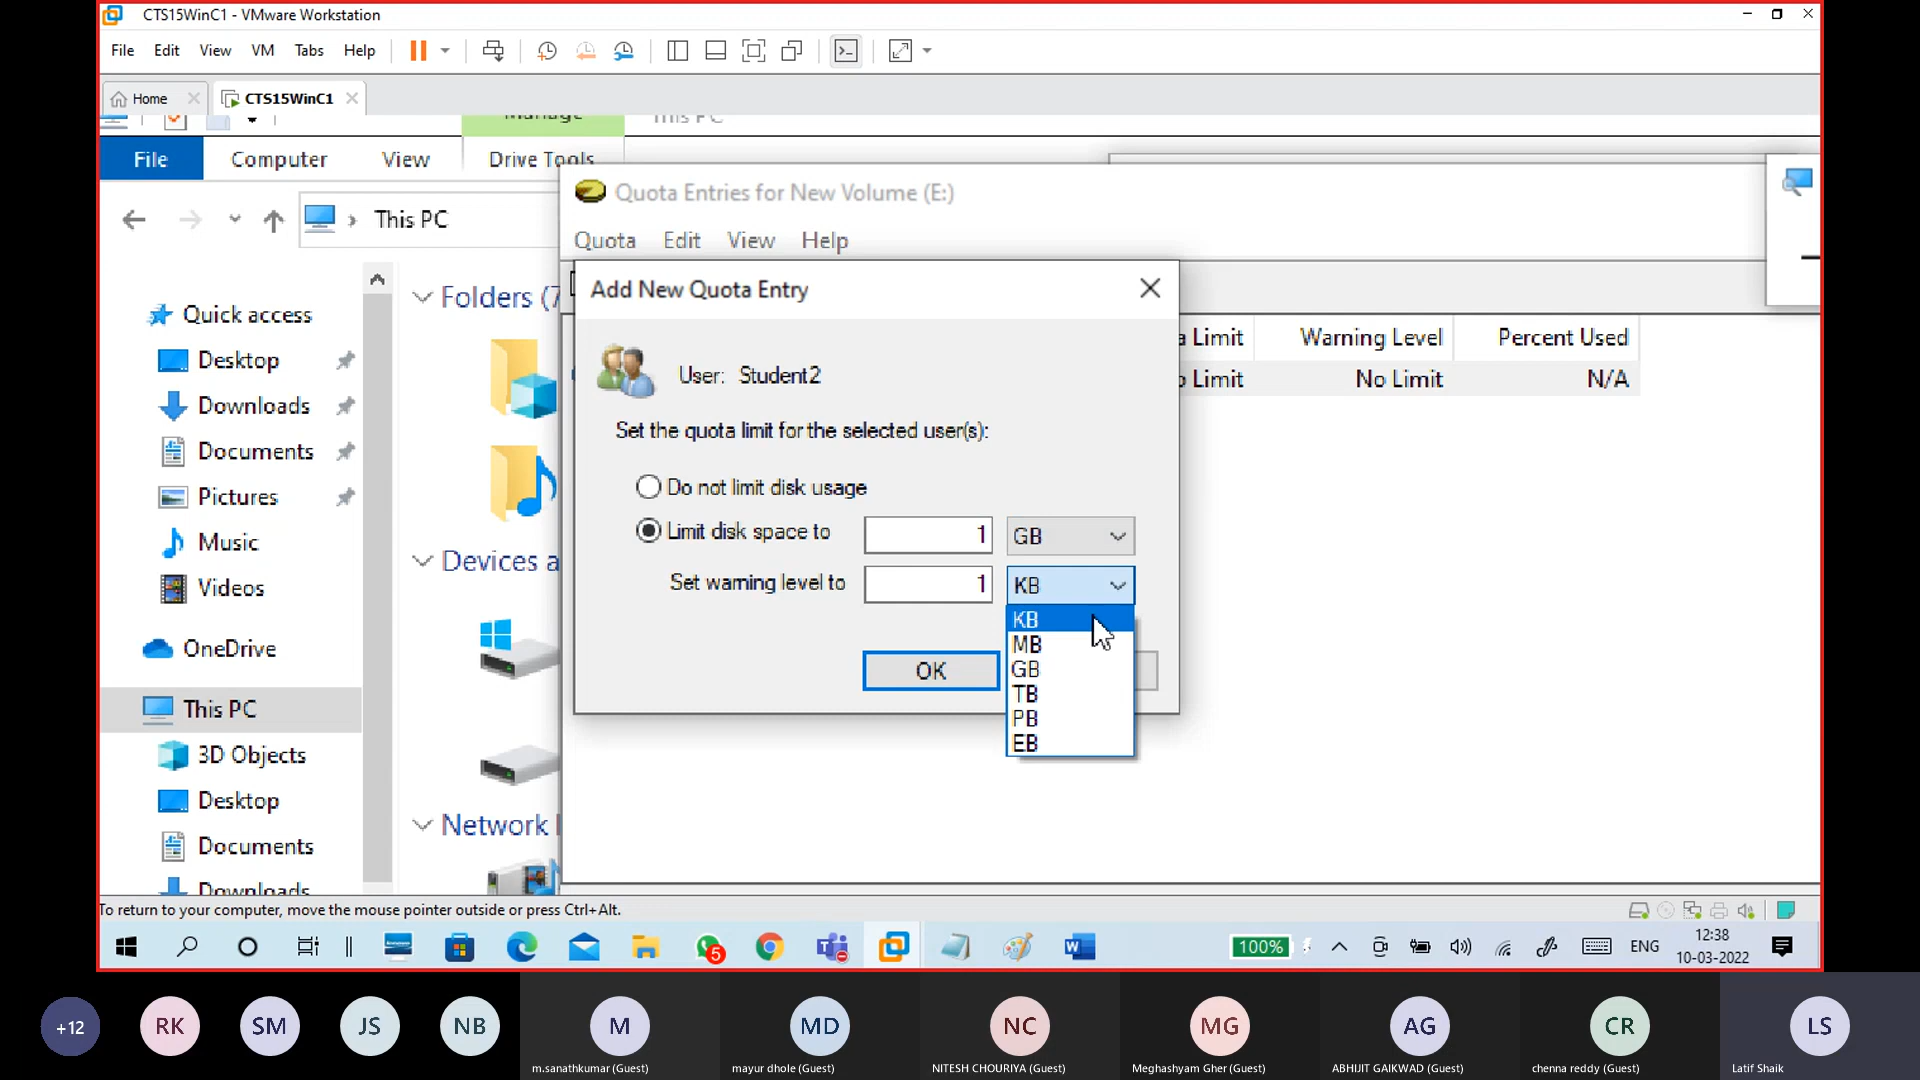 CTS15WinC1 - VMware Workstation
File Edit View VM Tabs Help
Home
CTS15WinC1
Manage This PC
File Computer View Drive Tools
Quota Entries for New Volume (E:)
This PC
Quota Edit View Help
Add New Quota Entry
Quick access
Desktop
Downloads
Documents
Pictures
Music
Videos
OneDrive
This PC
3D Objects
Desktop
Documents
Downloads
Folders (7
Devices a
Network
a Limit Warning Level Percent Used
o Limit No Limit N/A
User: Student2
Set the quota limit for the selected user(s):
Do not limit disk usage
Limit disk space to 1 GB
Set warning level to 1 KB
KB
MB
GB
TB
PB
EB
OK
To return to your computer, move the mouse pointer outside or press Ctrl+Alt.
5
100%
ENG
12:38
10-03-2022
+12 RK SM JS NB M MD NC MG AG CR LS
m.sanathkumar (Guest) mayur dhole (Guest) NITESH CHOURIYA (Guest) Meghashyam Gher (Guest) ABHIJIT GAIKWAD (Guest) chenna reddy (Guest) Latif Shaik